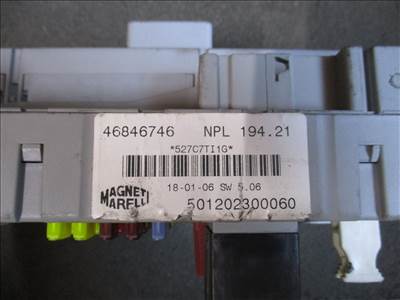 46846746 NPL 194.21
*527C7TI1G*
18-01-06 SW 5.06
MAGNETI
MARELLI
501202300060